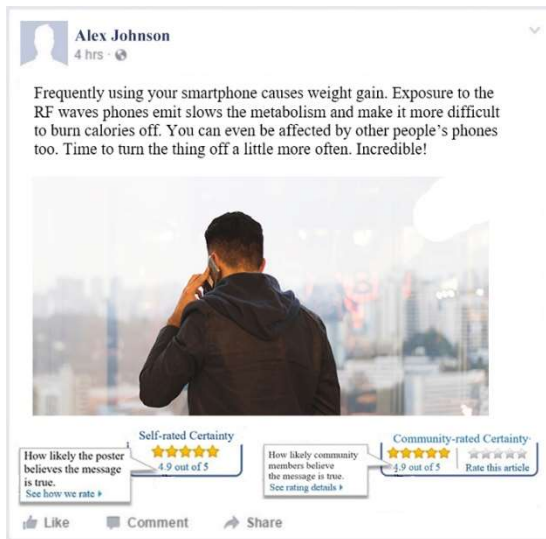 Alex Johnson
4 hrs ·
Frequently using your smartphone causes weight gain. Exposure to the
RF waves phones emit slows the metabolism and make it more difficult
to burn calories off. You can even be affected by other people's phones
too. Time to turn the thing off a little more often. Incredible!
Self-rated Certainty
4.9 out of 5
How likely the poster
believes the message
is true.
See how we rate
Community-rated Certainty
4.9 out of 5
Rate this article
How likely community
members believe
the message is true.
See rating details
Like Comment Share